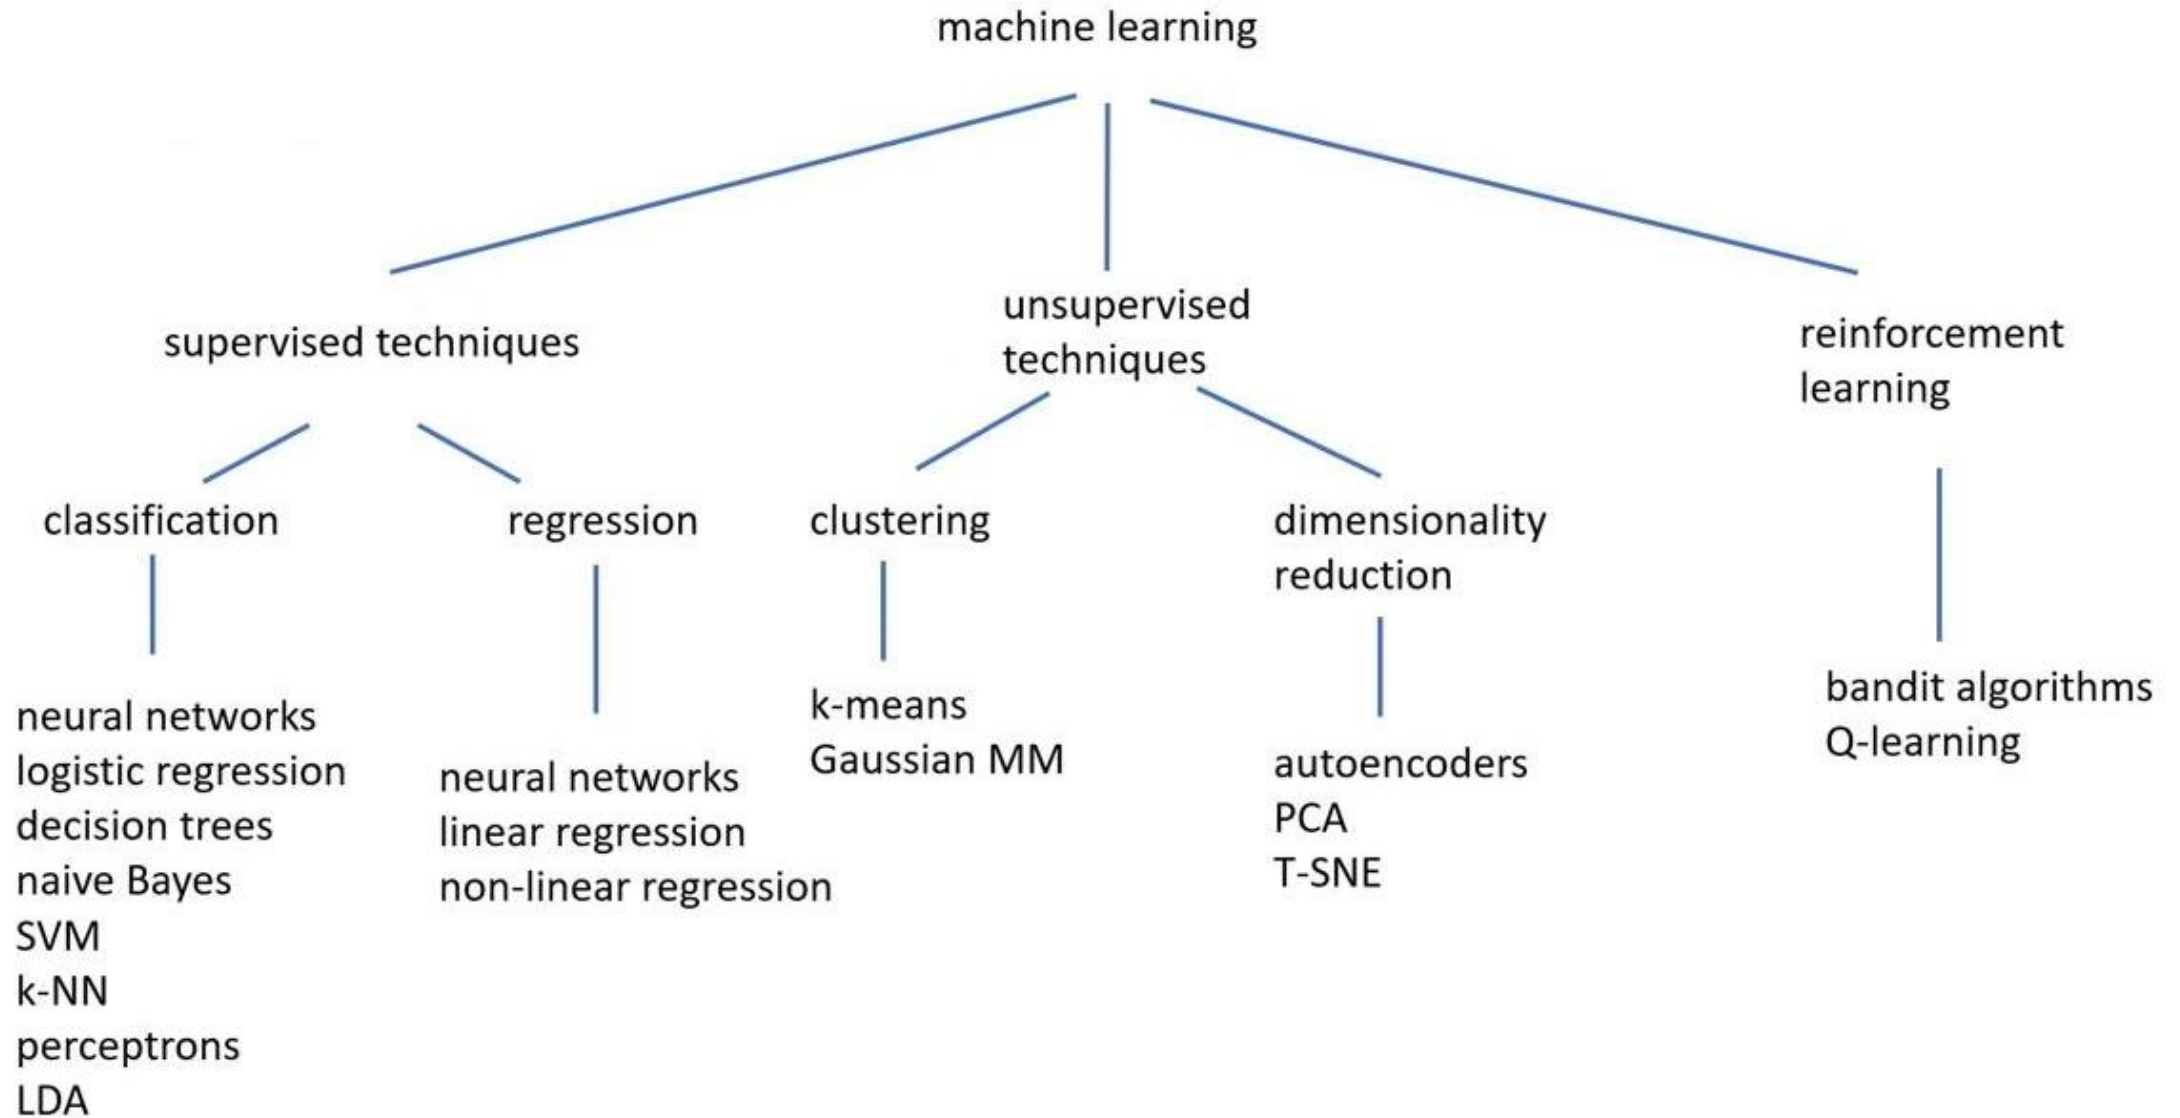 machine learning
supervised techniques
unsupervised
techniques
reinforcement
learning
classification
regression
clustering
dimensionality
reduction
neural networks
logistic regression
decision trees
naive Bayes
SVM
k-NN
perceptrons
LDA
neural networks
linear regression
non-linear regression
k-means
Gaussian MM
autoencoders
PCA
T-SNE
bandit algorithms
Q-learning